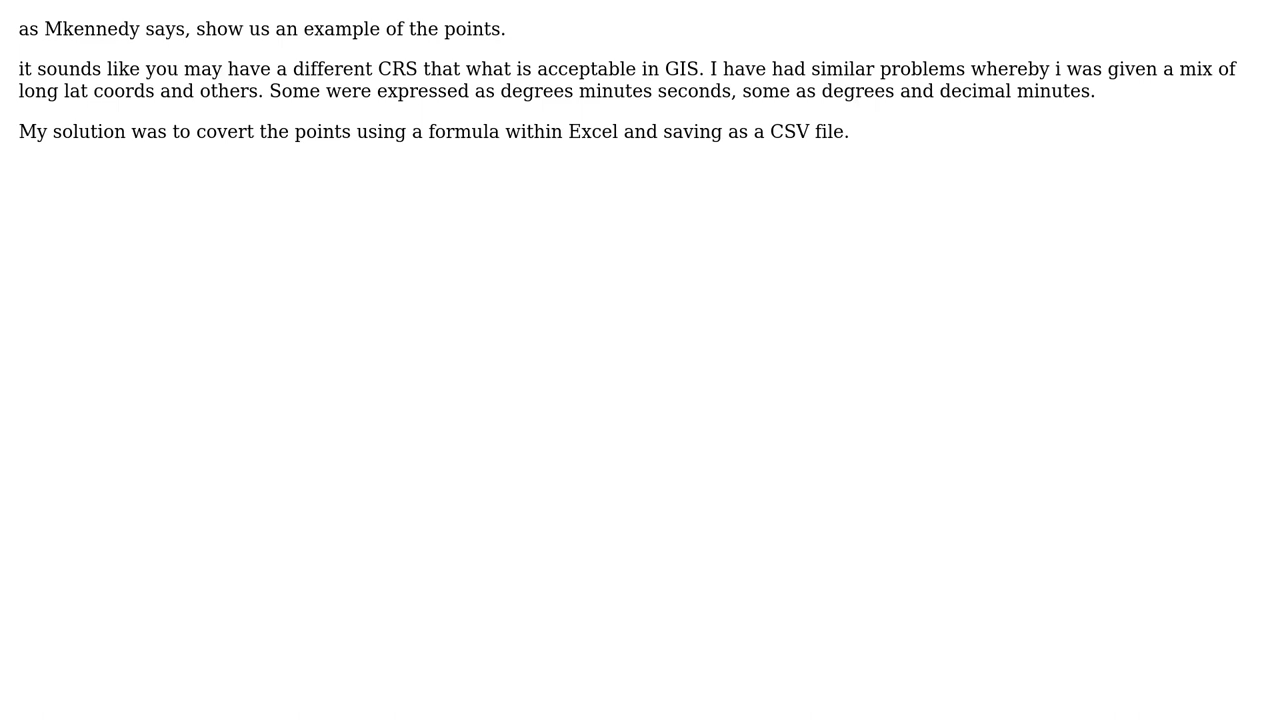 as Mkennedy says, show us an example of the points.
it sounds like you may have a different CRS that what is acceptable in GIS. I have had similar problems whereby i was given a mix of
long lat coords and others. Some were expressed as degrees minutes seconds, some as degrees and decimal minutes.
My solution was to covert the points using a formula within Excel and saving as a CSV file.